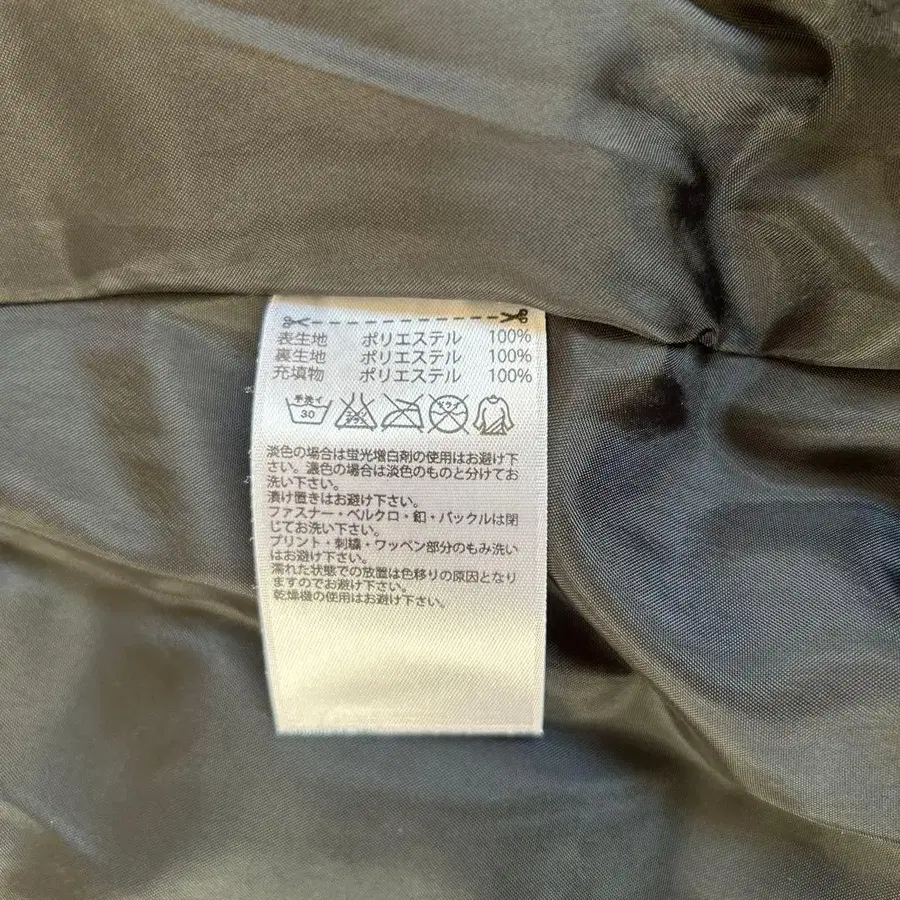 表生地 ポリエステル 100%
裏生地 ポリエステル 100%
充填物 ポリエステル 100%
手洗イ
30
エンソ
サラシ
ドライ
淡色の場合は蛍光増白剤の使用はお避け下
さい。濃色の場合は淡色のものと分けてお
洗い下さい。
漬け置きはお避け下さい。
ファスナー・ベルクロ・釦・バックルは閉
じてお洗い下さい。
プリント・刺繍・ワッペン部分のもみ洗い
はお避け下さい。
濡れた状態での放置は色移りの原因となり
ますのでお避け下さい。
乾燥機の使用はお避け下さい。